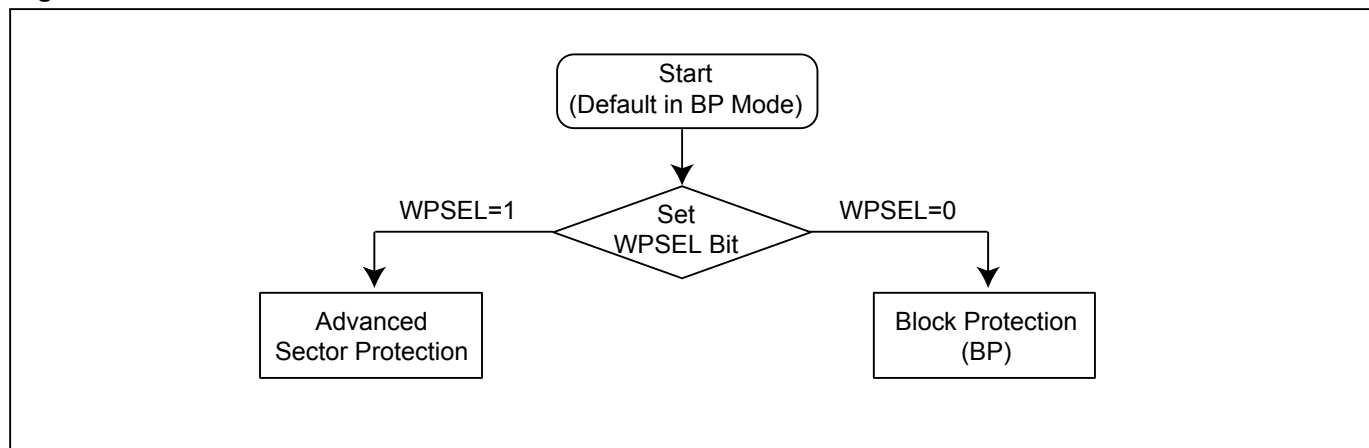 Start
(Default in BP Mode)
WPSEL=1
Set
WPSEL Bit
WPSEL=0
Advanced
Sector Protection
Block Protection
(BP)